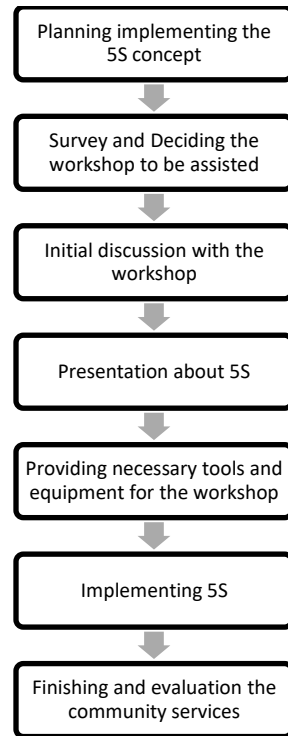 Planning implementing the
5S concept
Survey and Deciding the
workshop to be assisted
Initial discussion with the
workshop
Presentation about 5S
Providing necessary tools and
equipment for the workshop
Implementing 5S
Finishing and evaluation the
community services